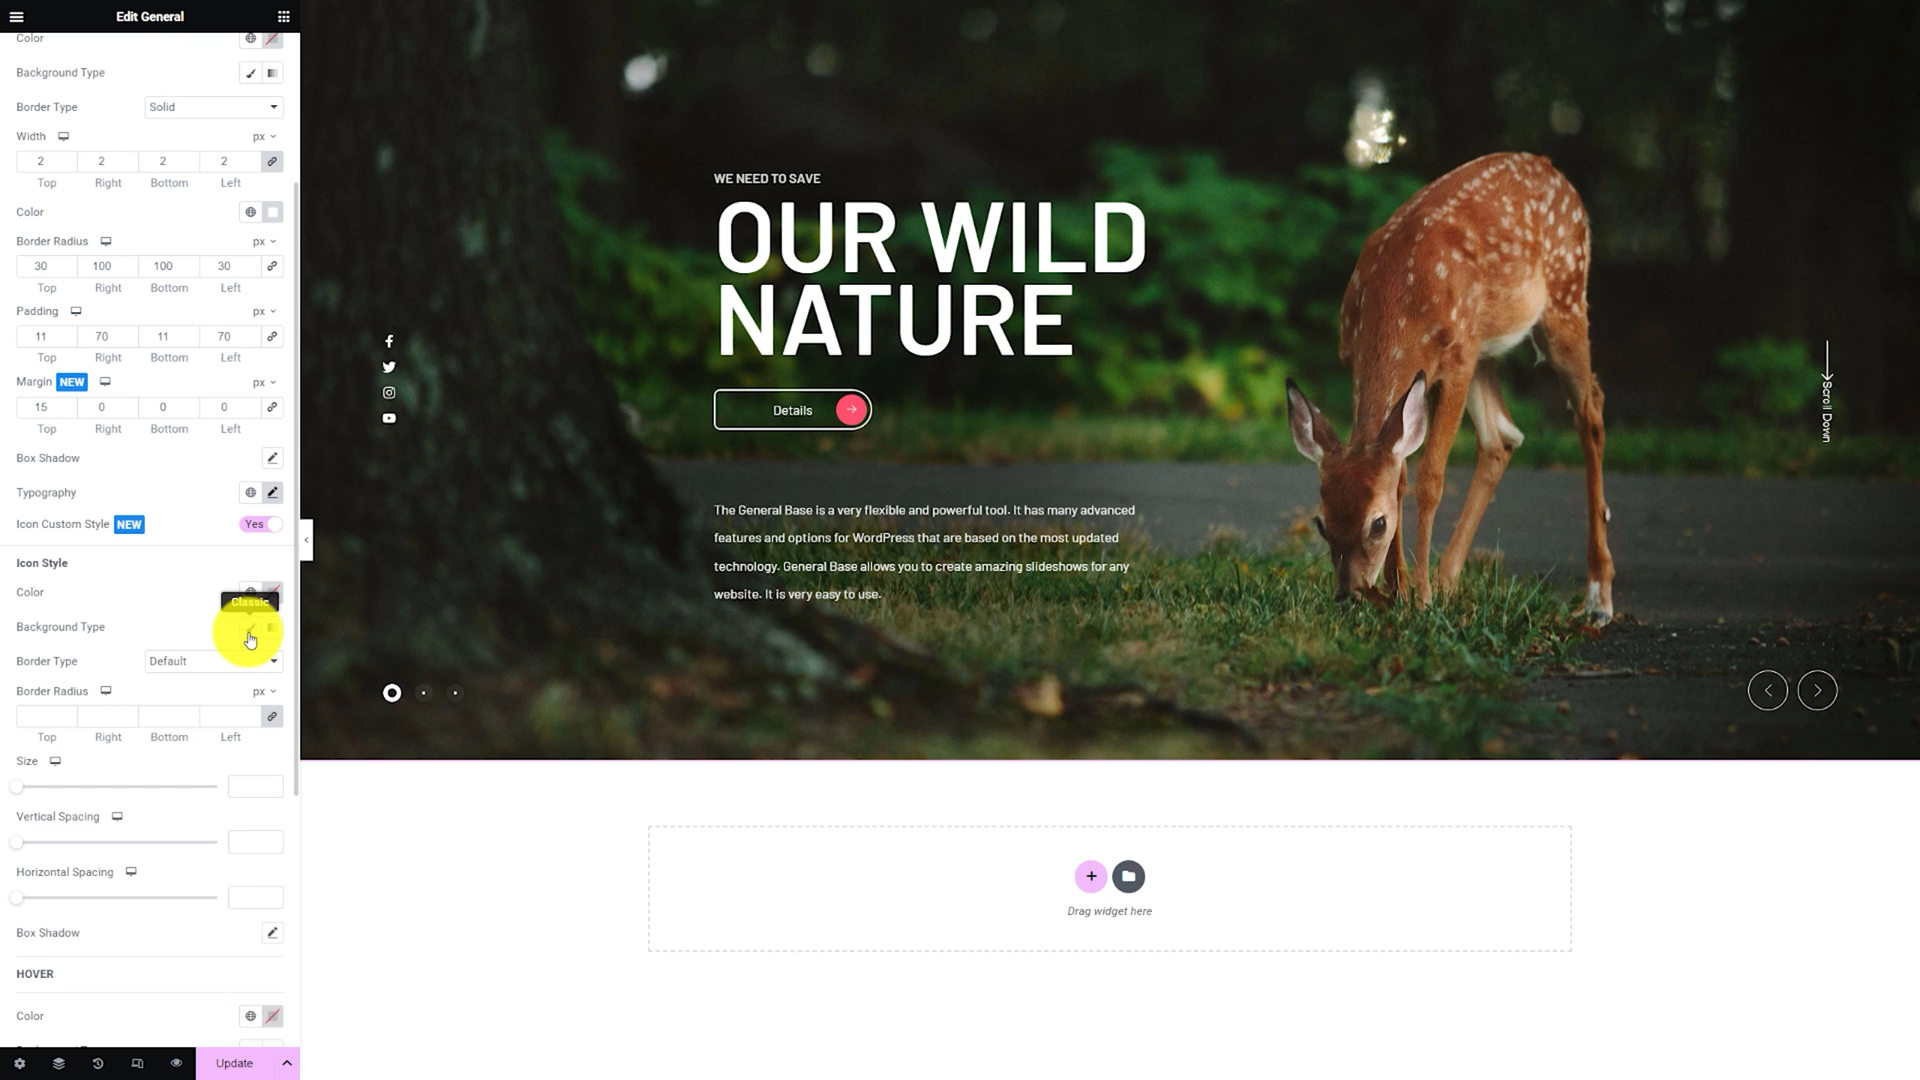 Edit General
Color
Background Type
Border Type Solid
Width px
2 2 2 2
Top Right Bottom Left
Color
Border Radius px
30 100 100 30
Top Right Bottom Left
Padding px
11 70 11 70
Top Right Bottom Left
Margin NEW px
15 0 0 0
Top Right Bottom Left
Box Shadow
Typography
Icon Custom Style NEW Yes
Icon Style
Color
Classic
Background Type
Border Type Default
Border Radius px
Top Right Bottom Left
Size
Vertical Spacing
Horizontal Spacing
Box Shadow
HOVER
Color
Update
WE NEED TO SAVE
OUR WILD
NATURE
Details
The General Base is a very flexible and powerful tool. It has many advanced
features and options for WordPress that are based on the most updated
technology. General Base allows you to create amazing slideshows for any
website. It is very easy to use.
Scroll Down
Drag widget here